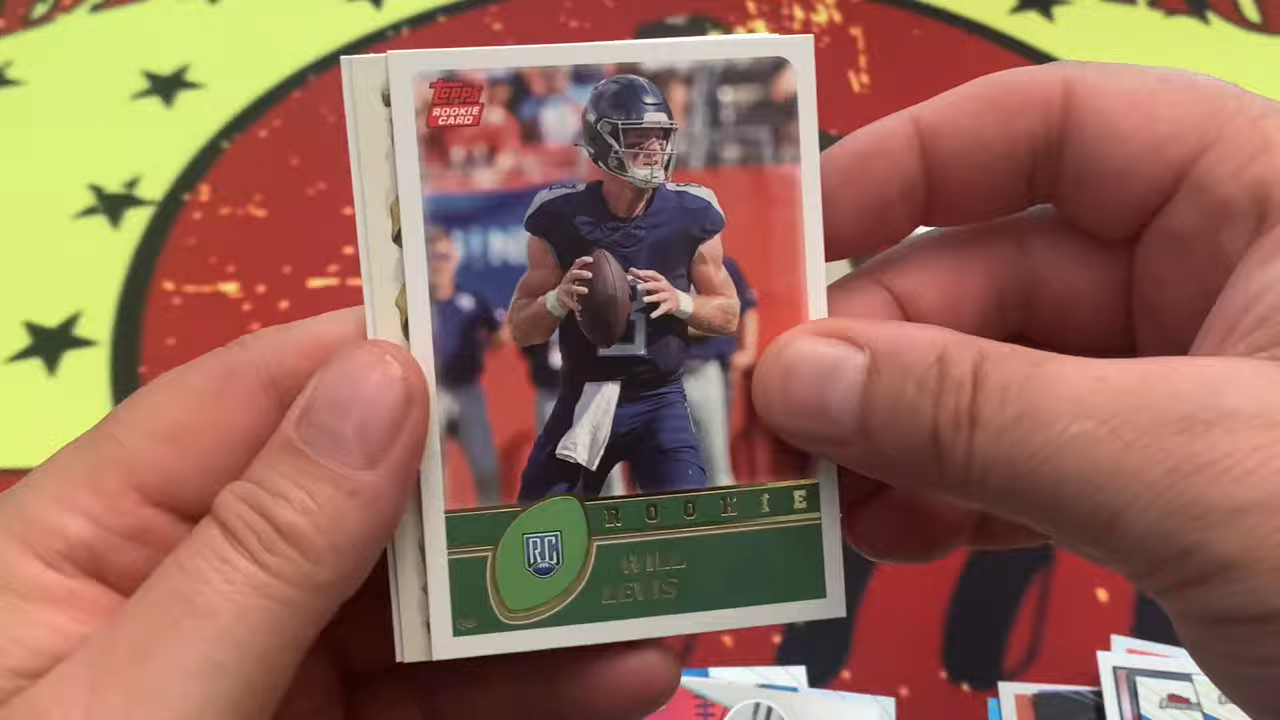 Topps
ROOKIE
CARD
ROOKIE
RC
WILL
LEVIS